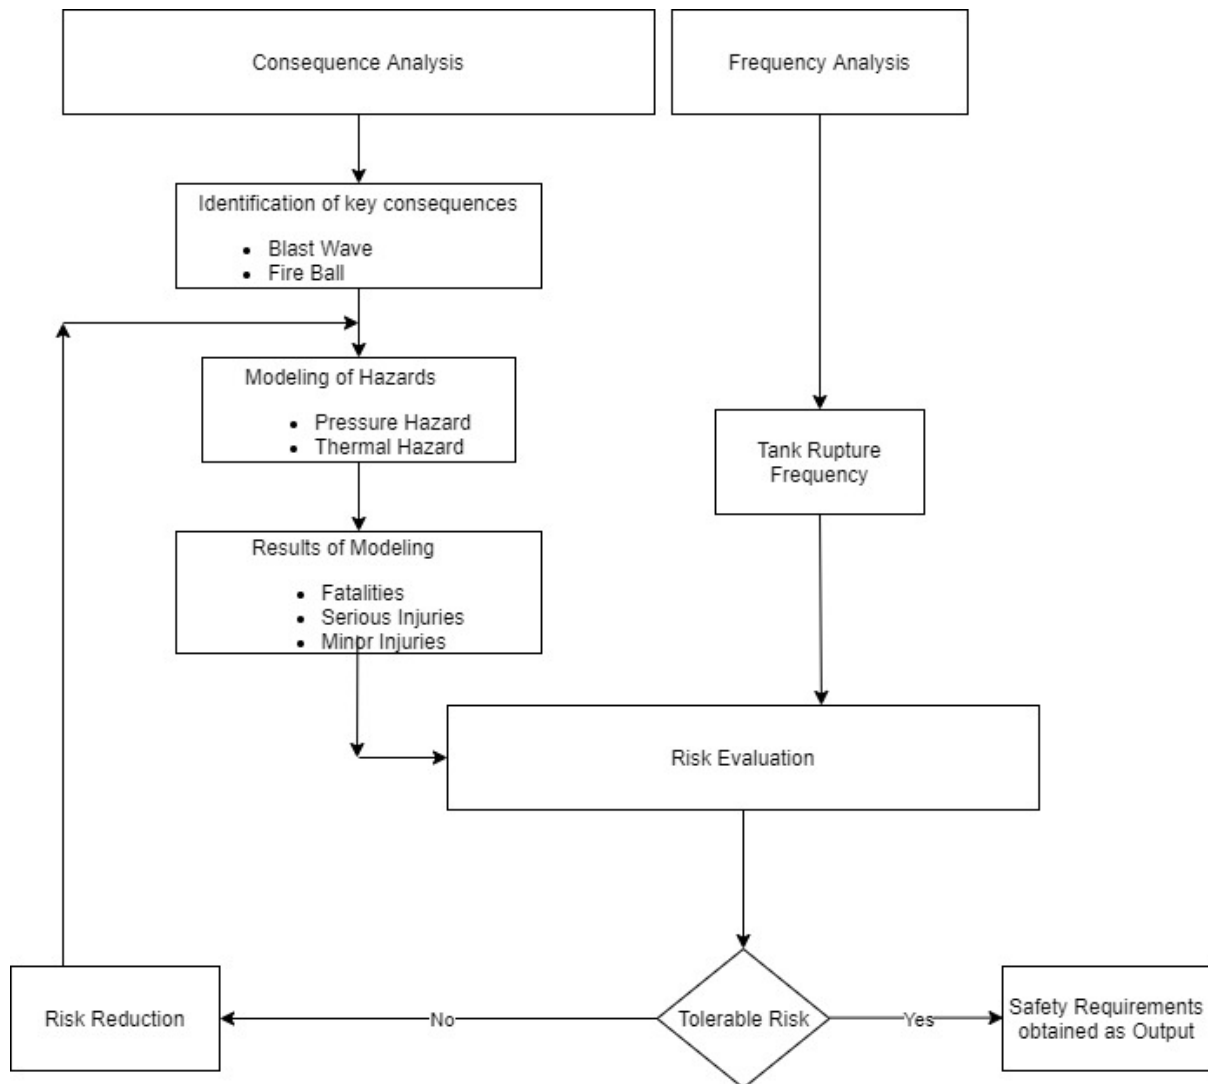 Consequence Analysis
Frequency Analysis
Identification of key consequences
• Blast Wave
• Fire Ball
Modeling of Hazards
• Pressure Hazard
• Thermal Hazard
Tank Rupture
Frequency
Results of Modeling
• Fatalities
• Serious Injuries
• Minor Injuries
Risk Evaluation
Risk Reduction
No
Tolerable Risk
Yes
Safety Requirements
obtained as Output